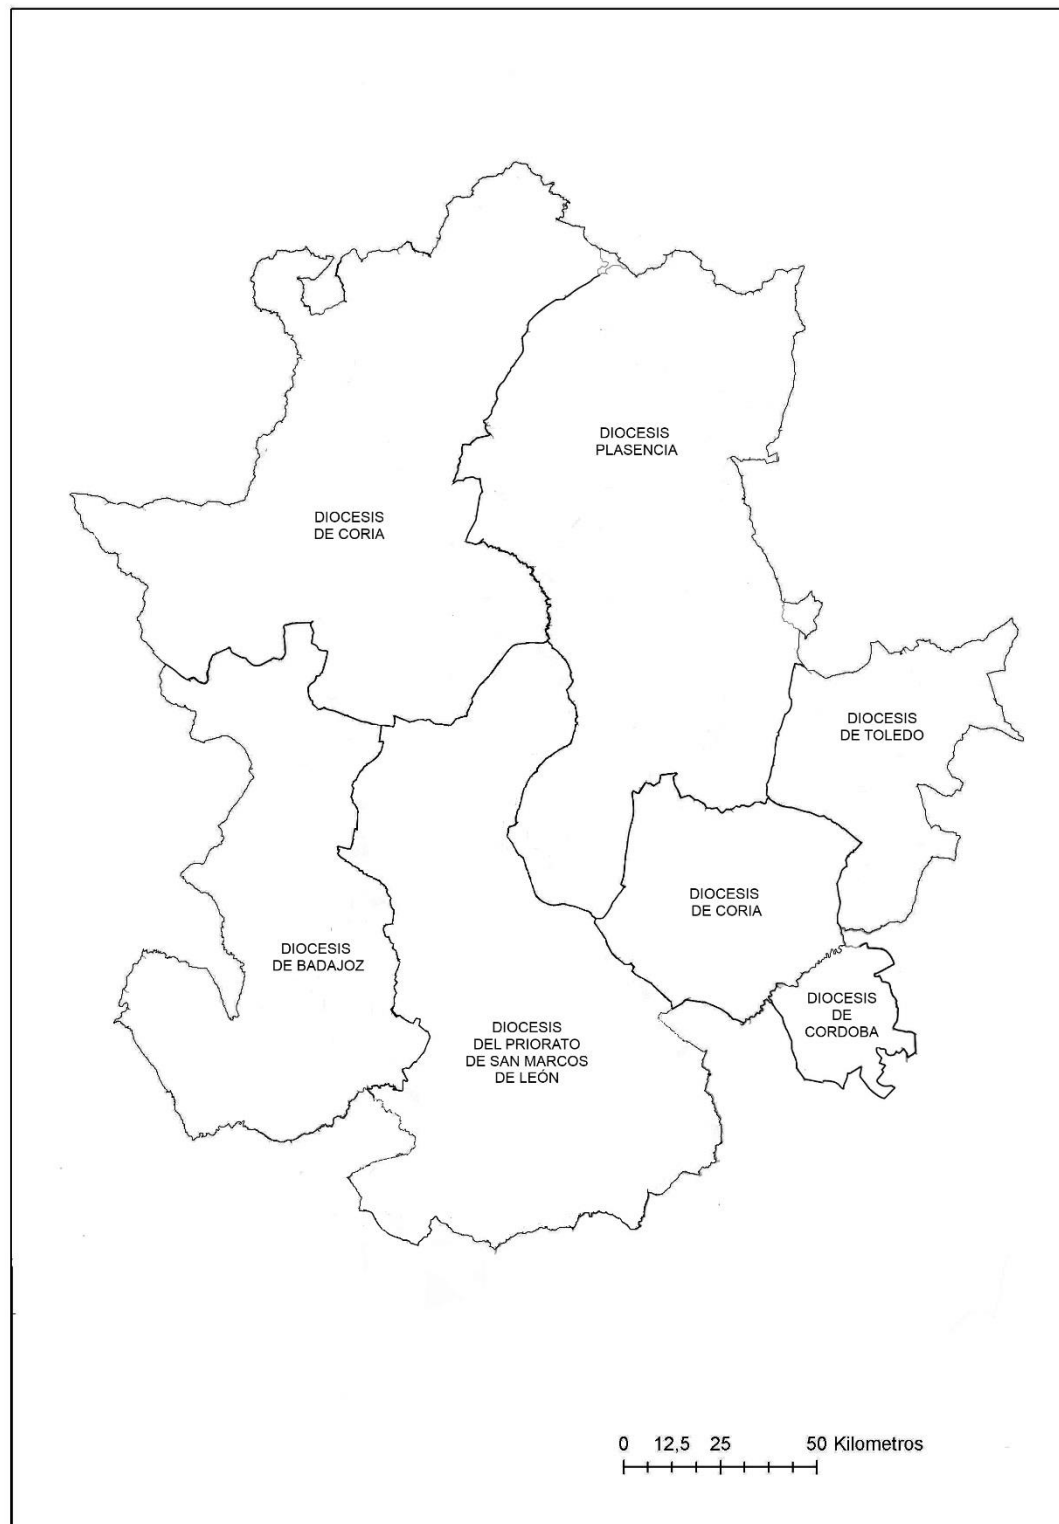 DIOCESIS
PLASENCIA
DIOCESIS
DE CORIA
DIOCESIS
DE TOLEDO
DIOCESIS
DE CORIA
DIOCESIS
DE BADAJOZ
DIOCESIS
DE
CORDOBA
DIOCESIS
DEL PRIORATO
DE SAN MARCOS
DE LEÓN
0 12,5 25 50 Kilometros